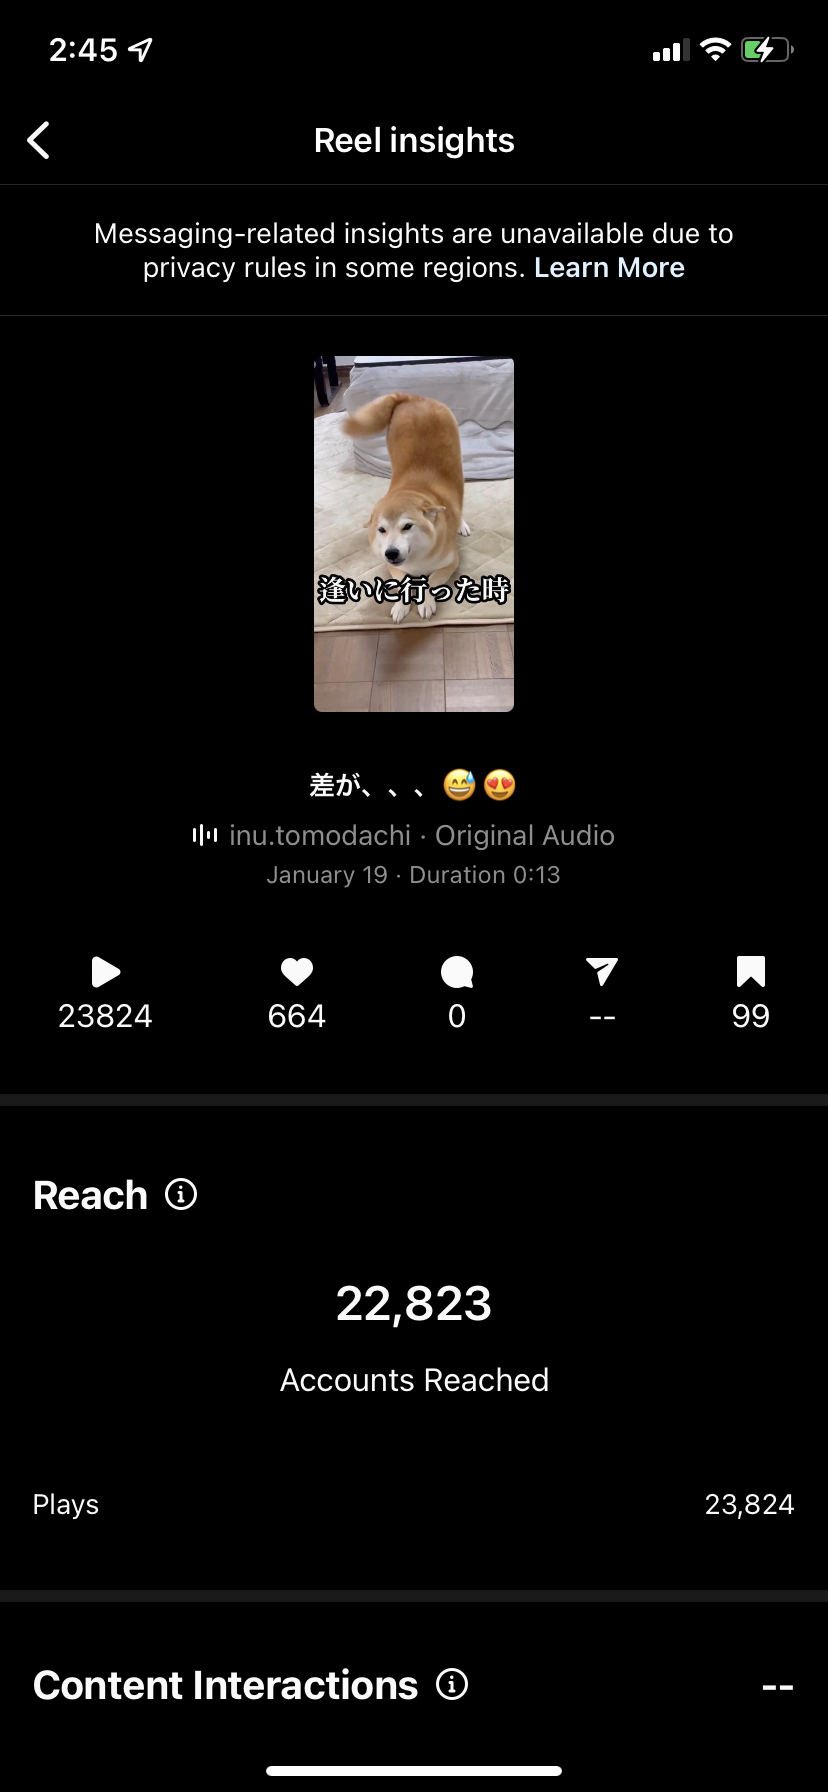 2:45
Reel insights
Messaging-related insights are unavailable due to
privacy rules in some regions. Learn More
逢いに行った時
差が、、、😅😍
inu.tomodachi · Original Audio
January 19 · Duration 0:13
23824 664 0 -- 99
Reach
22,823
Accounts Reached
Plays 23,824
Content Interactions --